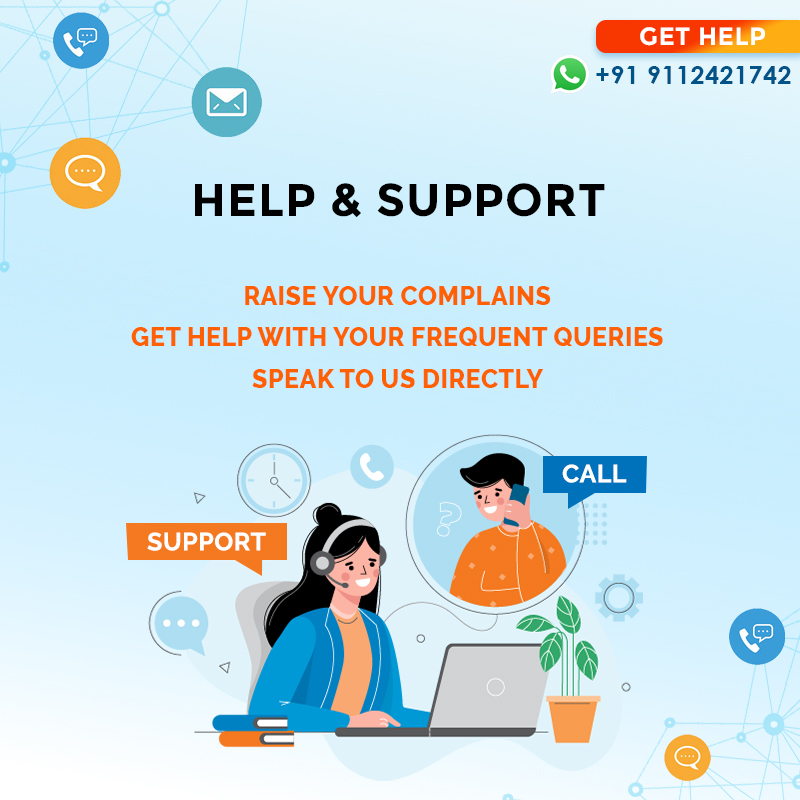 GET HELP
+91 9112421742
HELP & SUPPORT
RAISE YOUR COMPLAINS
GET HELP WITH YOUR FREQUENT QUERIES
SPEAK TO US DIRECTLY
CALL
SUPPORT